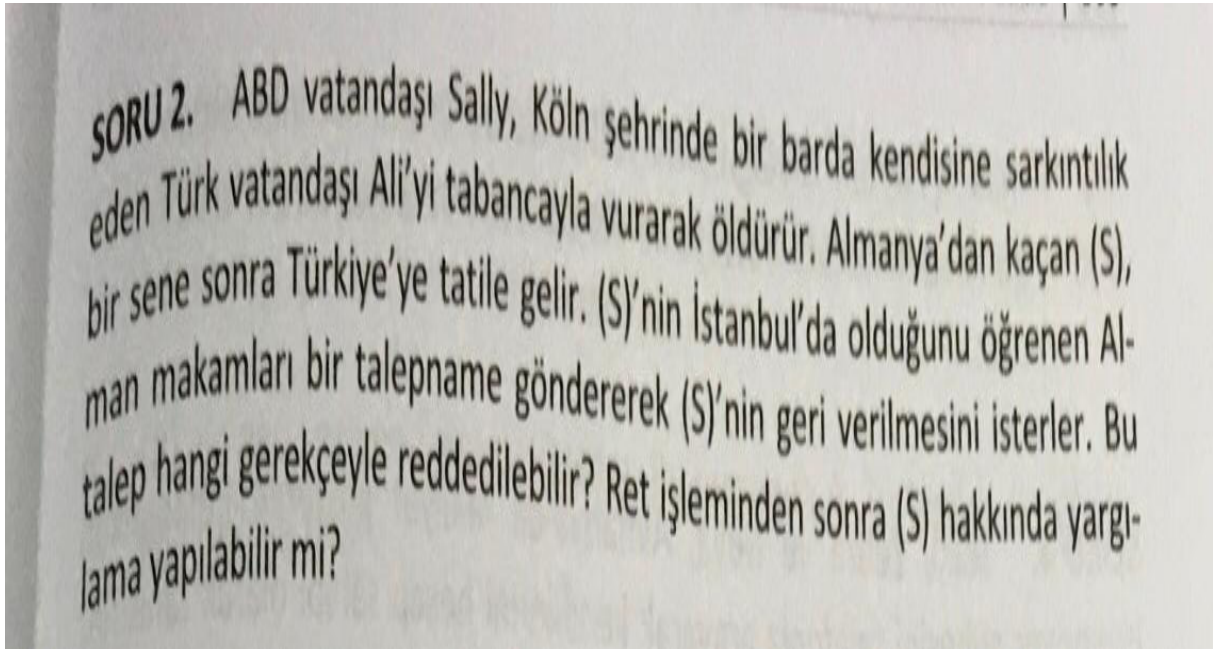 SORU 2. ABD vatandaşı Sally, Köln şehrinde bir barda kendisine sarkıntılık
eden Türk vatandaşı Ali'yi tabancayla vurarak öldürür. Almanya'dan kaçan (S),
bir sene sonra Türkiye'ye tatile gelir. (S)'nin İstanbul'da olduğunu öğrenen Al-
man makamları bir talepname göndererek (S)'nin geri verilmesini isterler. Bu
talep hangi gerekçeyle reddedilebilir? Ret işleminden sonra (S) hakkında yargı-
lama yapılabilir mi?